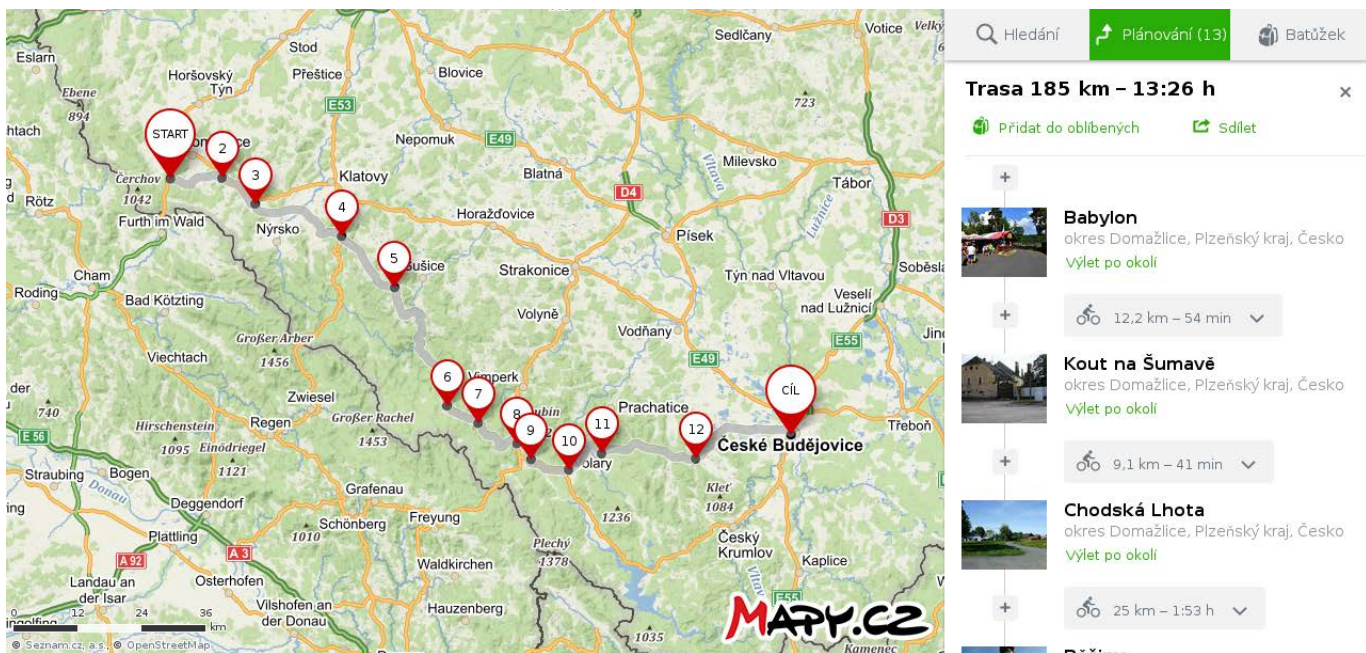 Sedlčany
Votice
Stod
Eslarn
Horšovský
Týn
Přeštice
Blovice
Ebene
894
E53
723
START
Nepomuk
E49
2
Milevsko
Vltava
3
Klatovy
Blatná
Tábor
Čerchov
1042
D4
Lužnice
Rötz
4
Horažďovice
D3
Furth im Wald
Nýrsko
Písek
5
Cham
Sušice
Strakonice
Týn nad Vltavou
Roding
Bad Kötzting
Veselí
nad Lužnicí
Volyně
Großer Arber
1456
Vodňany
E55
Viechtach
E49
der
740
6
Vimperk
CÍL
Zwiesel
7
Großer Rachel
1453
Prachatice
8
Hirschenstein
1095
Regen
9
10
11
12
Třeboň
E 56
Einödriegel
1121
České Budějovice
Straubing
Bogen
Donau
Grafenau
Kleť
1084
Deggendorf
1010
Schönberg
Freyung
1236
Plattling
Český
Krumlov
A 3
Plechý
1378
A 92
Waldkirchen
Kaplice
Landau an
der Isar
Osterhofen
Vltava
0 12 24 36
km
Vilshofen an
der Donau
Hauzenberg
E55
MAPY.CZ
1035
Kamenec
© Seznam.cz, a.s., © OpenStreetMap
Hledání
Plánování (13)
Batůžek
Trasa 185 km – 13:26 h
×
Přidat do oblíbených
Sdílet
+
Babylon
okres Domažlice, Plzeňský kraj, Česko
Výlet po okolí
+
12,2 km – 54 min
Kout na Šumavě
okres Domažlice, Plzeňský kraj, Česko
Výlet po okolí
+
9,1 km – 41 min
Chodská Lhota
okres Domažlice, Plzeňský kraj, Česko
Výlet po okolí
+
25 km – 1:53 h